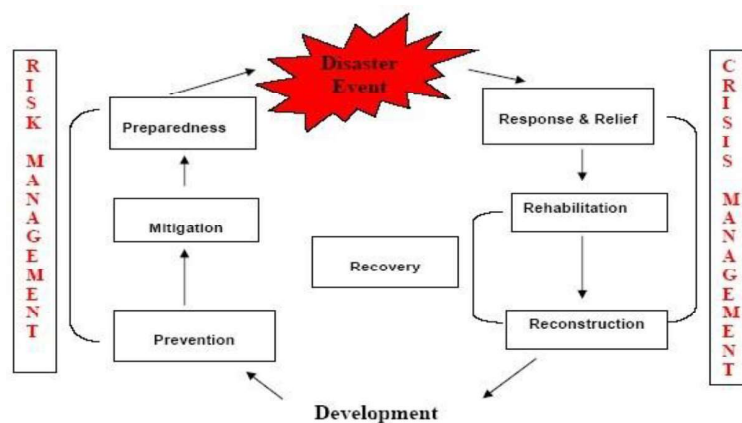 RISK MANAGEMENT
Disaster
Event
CRISIS MANAGEMENT
Preparedness
Response & Relief
Mitigation
Rehabilitation
Recovery
Prevention
Reconstruction
Development